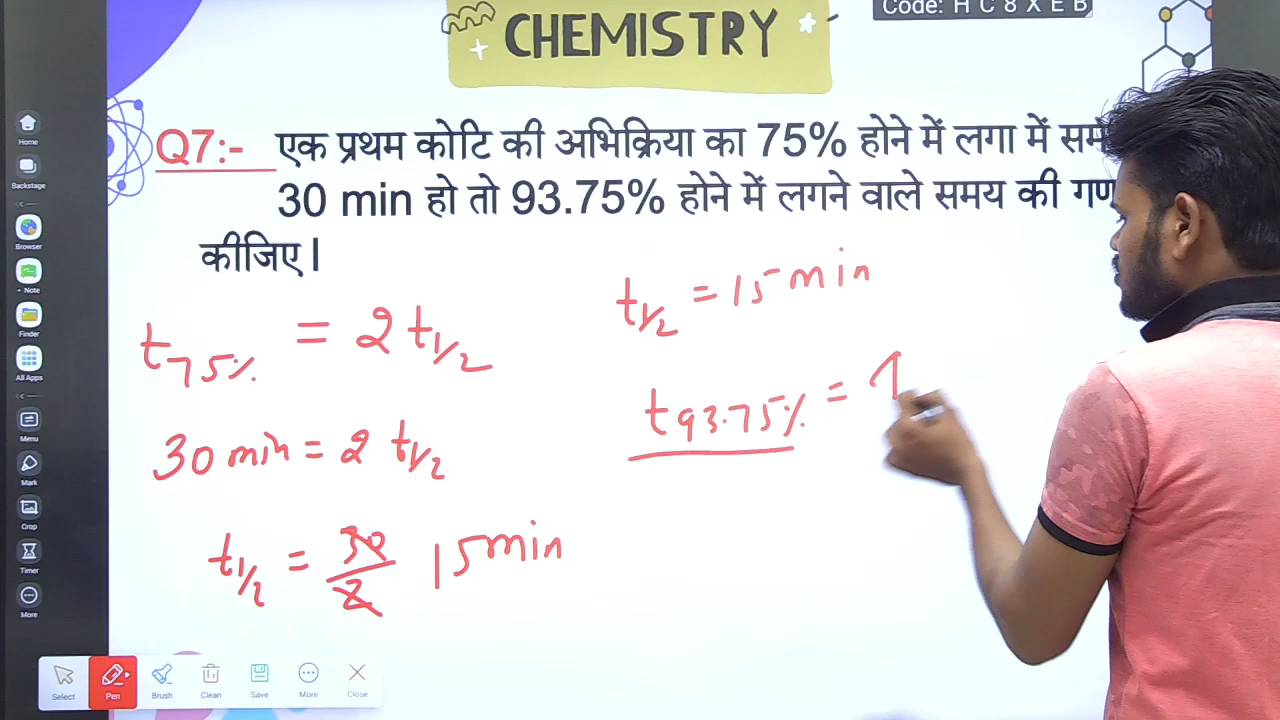 CHEMISTRY
Code: H C 8 X E B
Q7:- एक प्रथम कोटि की अभिक्रिया का 75% होने में लगा में
30 min हो तो 93.75% होने में लगने वाले समय की
कीजिए।
t75% = 2 t1/2
30 min = 2 t1/2
t1/2 = 30/2 15 min
t1/2 = 15 min
t93.75% =
Home
Backstage
Browser
+ Note
Finder
All Apps
Menu
Mark
Crop
Timer
More
Select
Pen
Brush
Clean
Save
More
Close